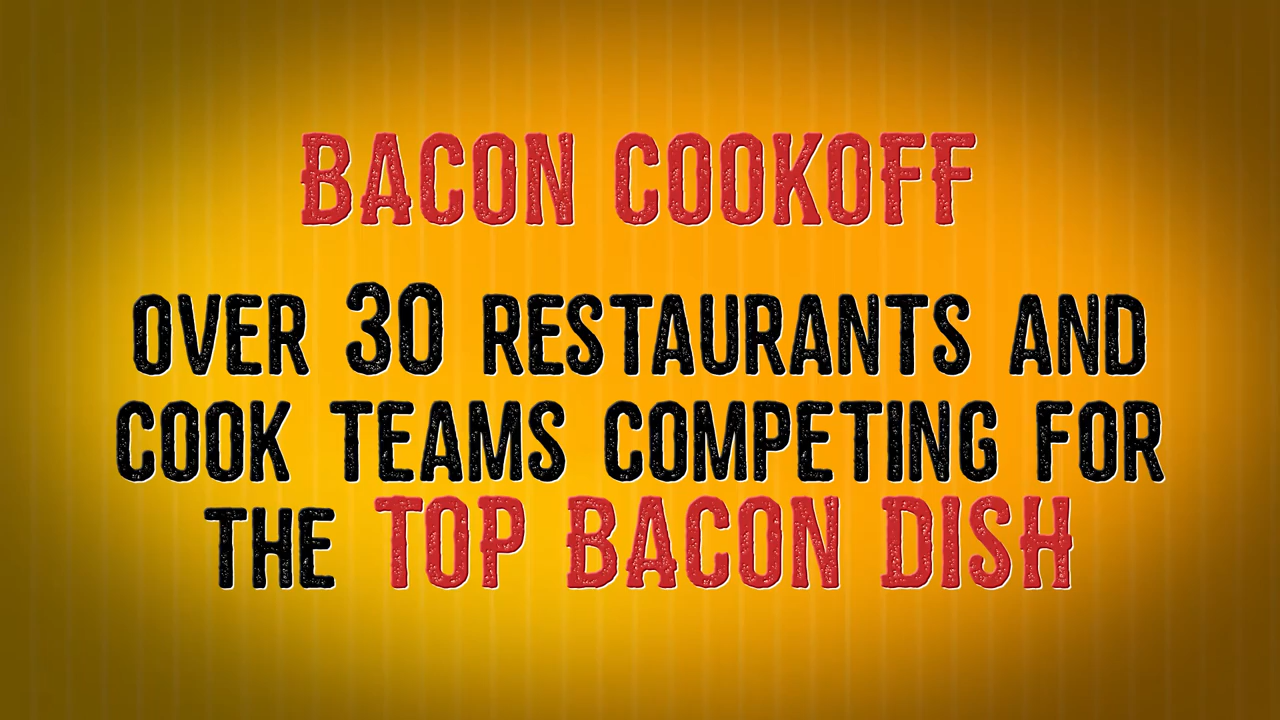 BACON COOKOFF
OVER 30 RESTAURANTS AND
COOK TEAMS COMPETING FOR
THE TOP BACON DISH